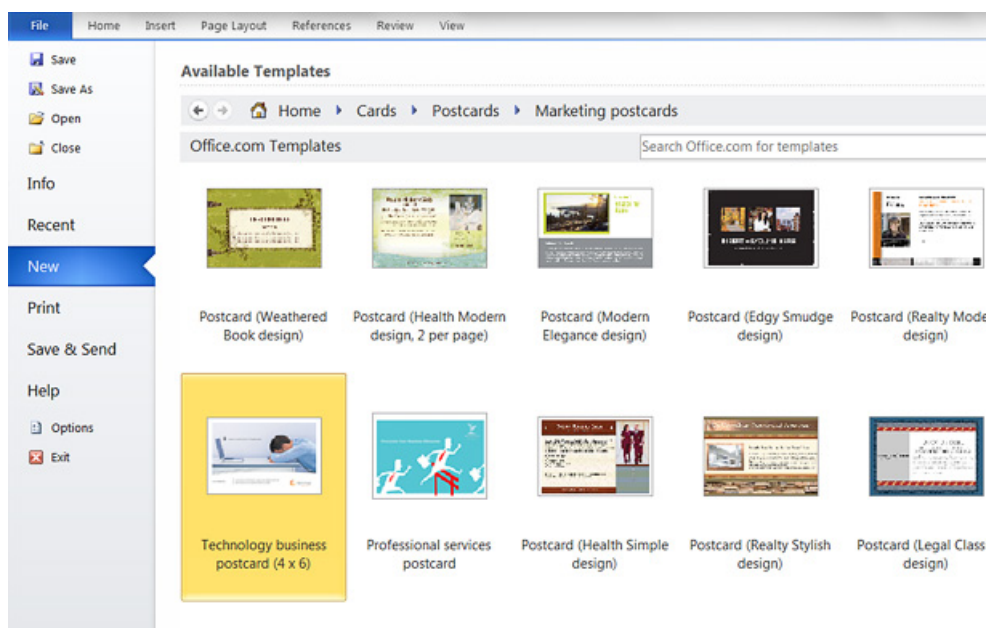 File Home Insert Page Layout References Review View
Save
Save As
Open
Close
Info
Recent
New
Print
Save & Send
Help
Options
Exit
Available Templates
Home Cards Postcards Marketing postcards
Office.com Templates
Search Office.com for templates
Postcard (Weathered
Book design)
Postcard (Health Modern
design, 2 per page)
Postcard (Modern
Elegance design)
Postcard (Edgy Smudge
design)
Postcard (Realty Mode
design)
Technology business
postcard (4 x 6)
Professional services
postcard
Postcard (Health Simple
design)
Postcard (Realty Stylish
design)
Postcard (Legal Class
design)